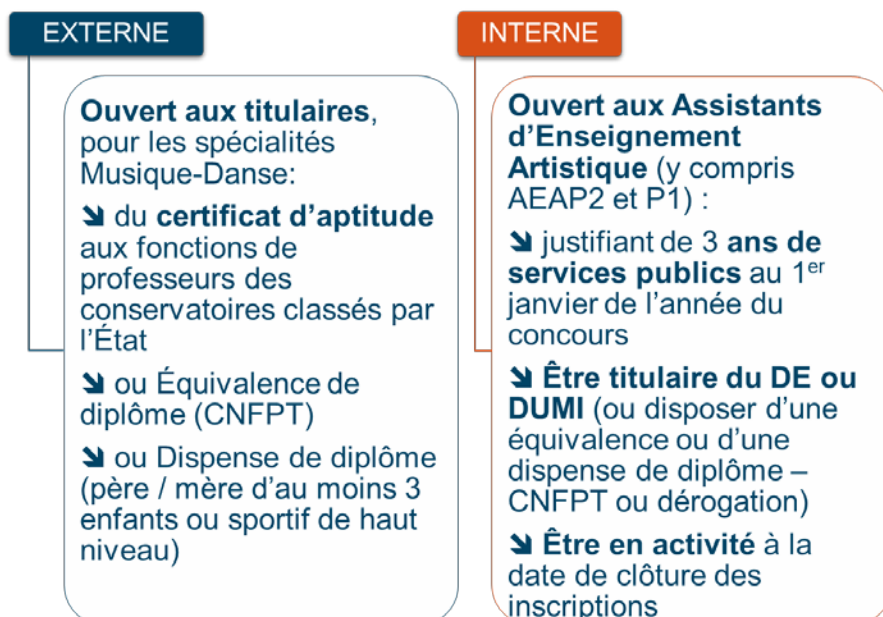 EXTERNE
Ouvert aux titulaires,
pour les spécialités
Musique-Danse:
➘ du certificat d’aptitude
aux fonctions de
professeurs des
conservatoires classés par
l’État
➘ ou Équivalence de
diplôme (CNFPT)
➘ ou Dispense de diplôme
(père / mère d’au moins 3
enfants ou sportif de haut
niveau)
INTERNE
Ouvert aux Assistants
d’Enseignement
Artistique (y compris
AEAP2 et P1) :
➘ justifiant de 3 ans de
services publics au 1er
janvier de l’année du
concours
➘ Être titulaire du DE ou
DUMI (ou disposer d’une
équivalence ou d’une
dispense de diplôme –
CNFPT ou dérogation)
➘ Être en activité à la
date de clôture des
inscriptions